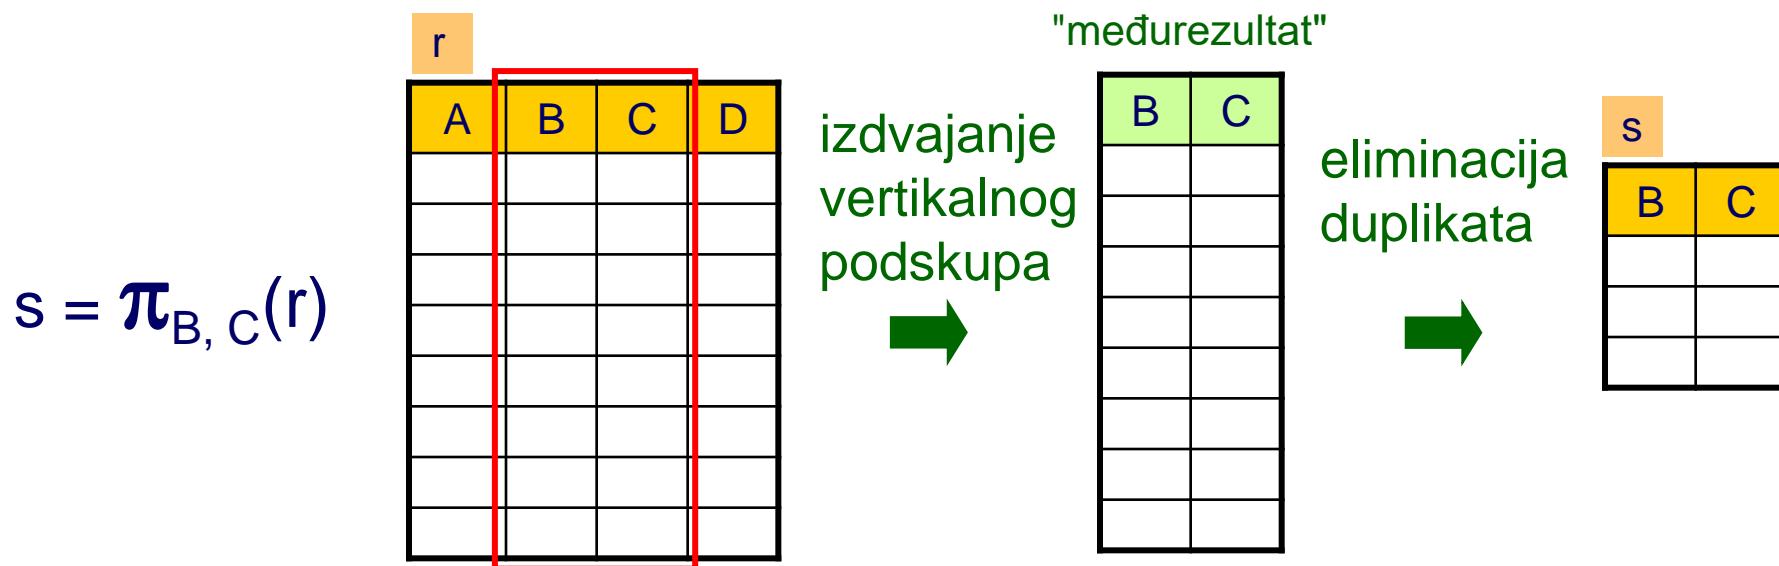 s = πB, C(r)
r
A B C D
izdvajanje
vertikalnog
podskupa
"međurezultat"
B C
eliminacija
duplikata
s
B C